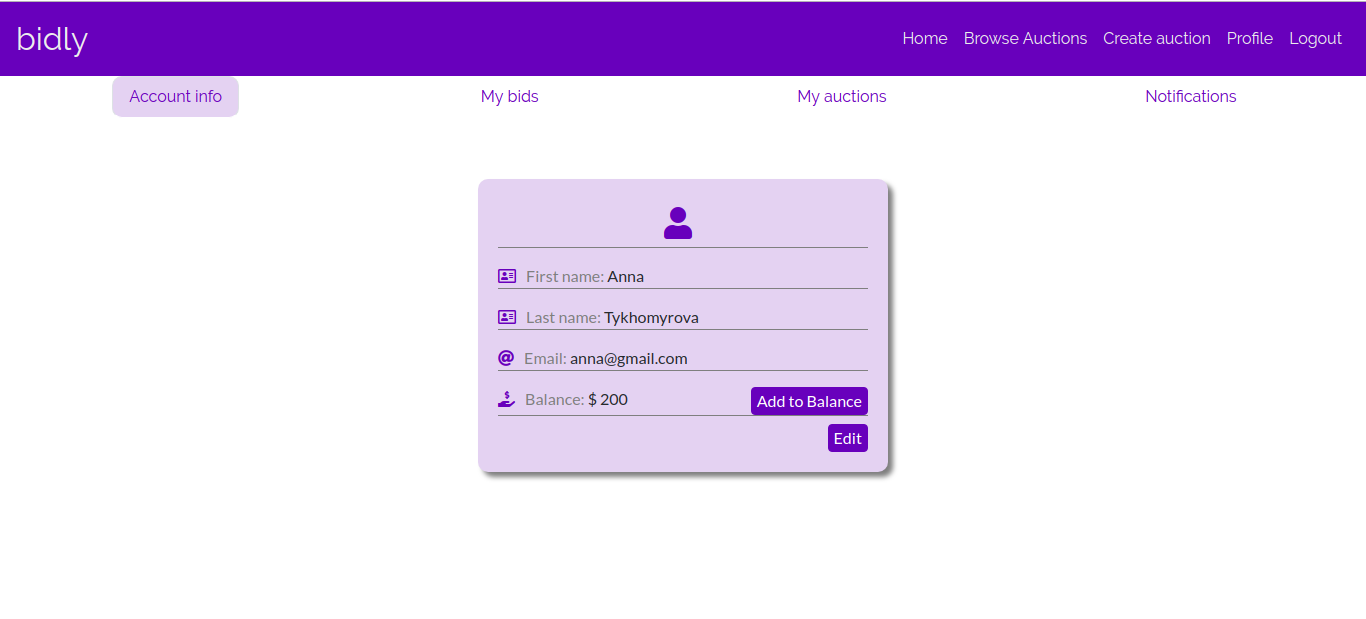 bidly
Home Browse Auctions Create auction Profile Logout
Account info My bids My auctions Notifications
First name: Anna
Last name: Tykhomyrova
@ Email: anna@gmail.com
$ Balance: $ 200 Add to Balance
Edit